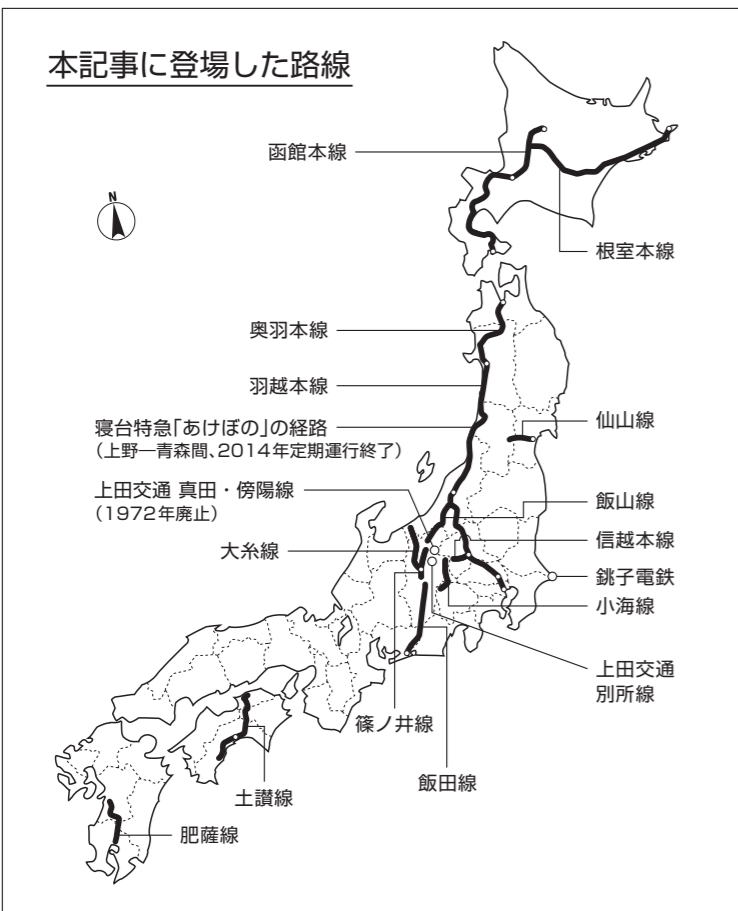 本記事に登場した路線
N
函館本線
根室本線
奥羽本線
羽越本線
仙山線
寝台特急「あけぼの」の経路
(上野―青森間、2014年定期運行終了)
上田交通 真田・傍陽線
(1972年廃止)
飯山線
信越本線
大糸線
銚子電鉄
小海線
上田交通
別所線
篠ノ井線
飯田線
土讃線
肥薩線